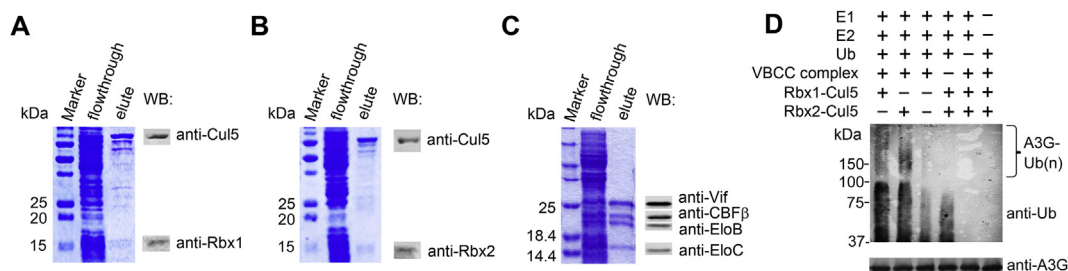 A
Marker
flowthrough
elute
WB:
kDa
anti-Cul5
25
20
15
anti-Rbx1
B
Marker
flowthrough
elute
WB:
kDa
anti-Cul5
25
20
15
anti-Rbx2
C
Marker
flowthrough
elute
WB:
kDa
25
18.4
14.4
anti-Vif
anti-CBFβ
anti-EloB
anti-EloC
D
E1 + + + + + −
E2 + + + + + −
Ub + + + + − +
VBCC complex + + + − + +
Rbx1-Cul5 + − − + + +
Rbx2-Cul5 − + − + + +
kDa
150
100
75
37
A3G-
Ub(n)
anti-Ub
anti-A3G